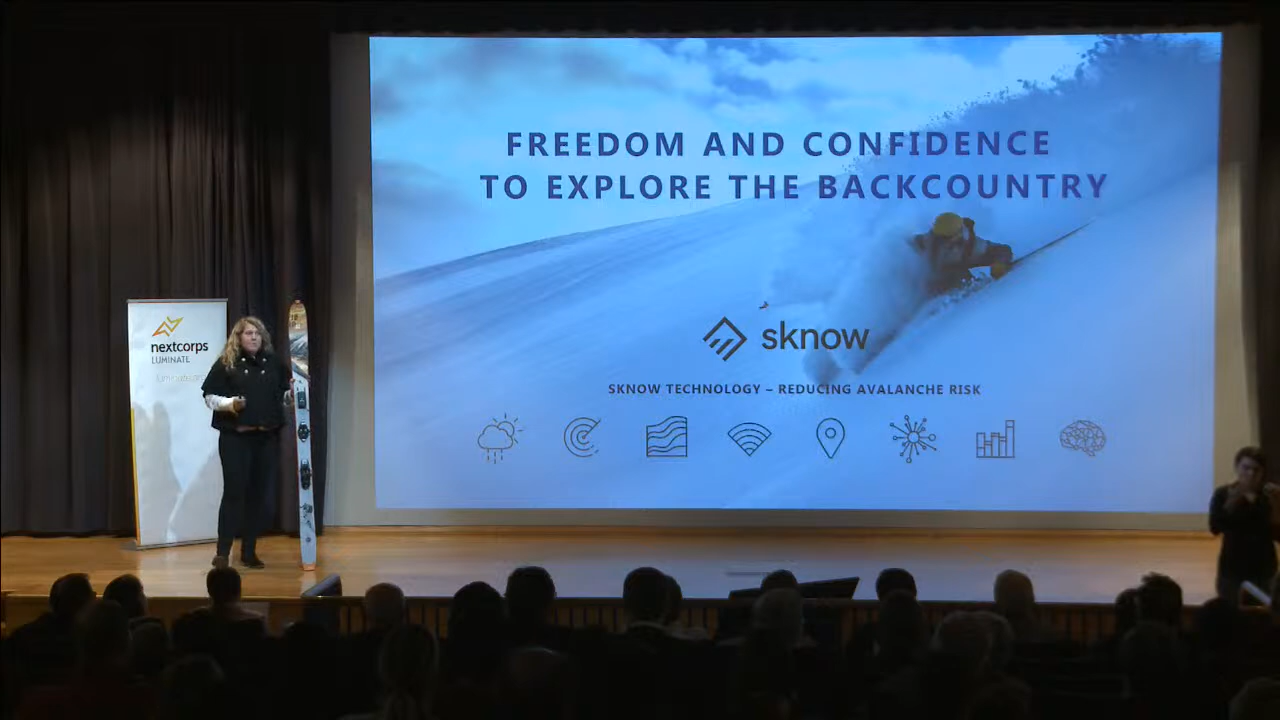 FREEDOM AND CONFIDENCE
TO EXPLORE THE BACKCOUNTRY
sknow
SKNOW TECHNOLOGY – REDUCING AVALANCHE RISK
nextcorps
LUMINATE